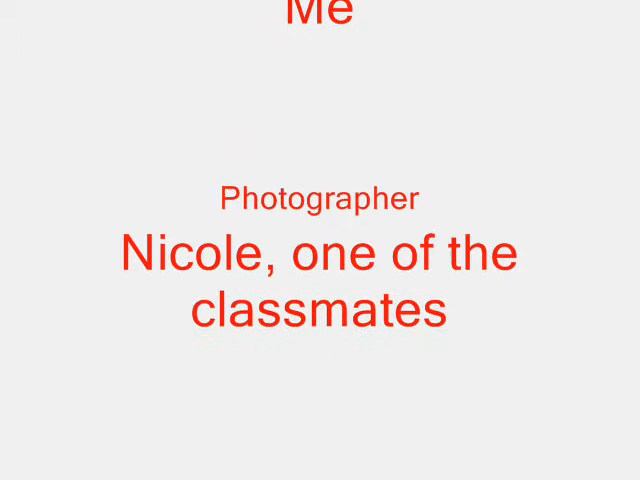 Me
Photographer
Nicole, one of the
classmates